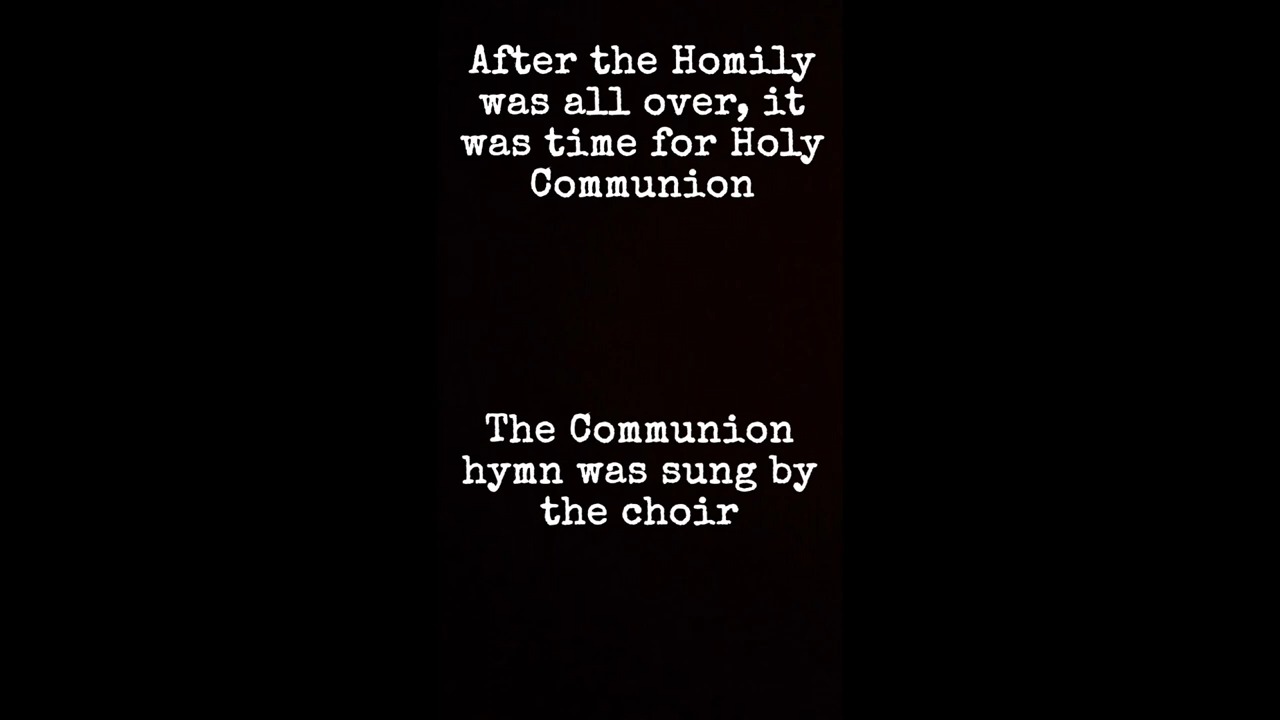 After the Homily
was all over, it
was time for Holy
Communion
The Communion
hymn was sung by
the choir